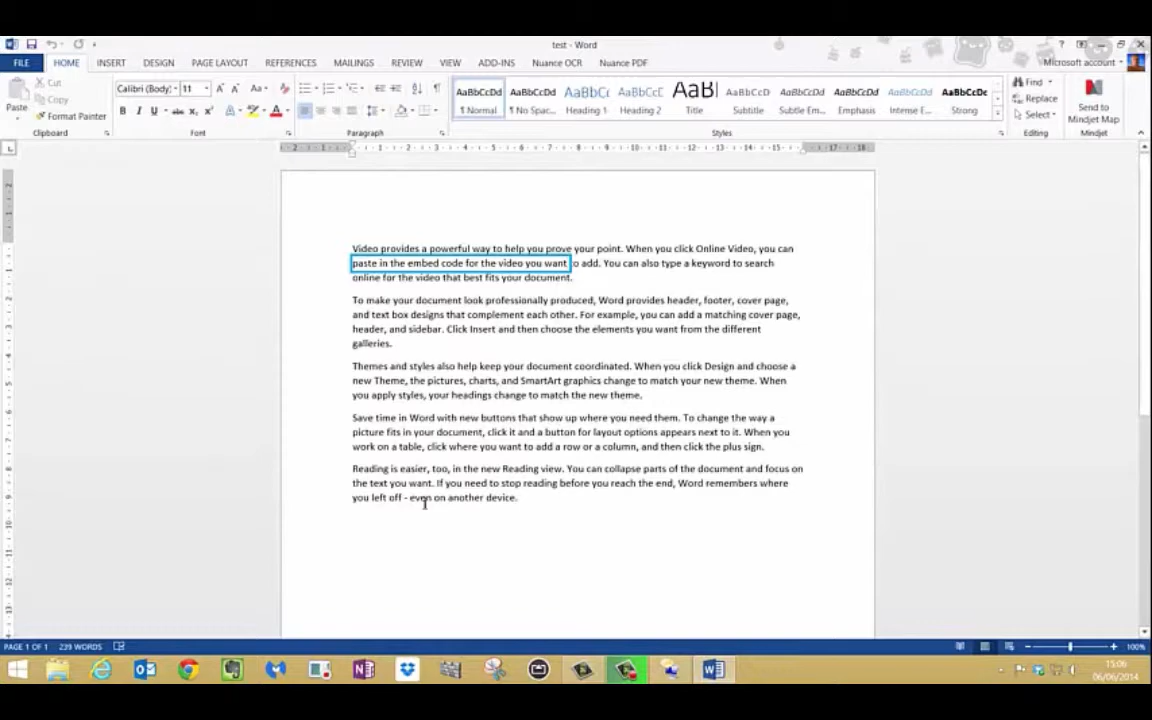 test - Word
FILE HOME INSERT DESIGN PAGE LAYOUT REFERENCES MAILINGS REVIEW VIEW ADD-INS Nuance OCR Nuance PDF Microsoft account
Paste
Cut
Copy
Format Painter
Clipboard
Calibri (Body) 11
Font
Paragraph
AaBbCcDd AaBbCcDd AaBbCc AaBbCcC AaBl AaBbCcD AaBbCcDd AaBbCcDd AaBbCcDd AaBbCcDc
¶ Normal ¶ No Spac... Heading 1 Heading 2 Title Subtitle Subtle Em... Emphasis Intense E... Strong
Styles
Find
Replace
Select
Editing
Send to
Mindjet Map
Mindjet
Video provides a powerful way to help you prove your point. When you click Online Video, you can
paste in the embed code for the video you want to add. You can also type a keyword to search
online for the video that best fits your document.
To make your document look professionally produced, Word provides header, footer, cover page,
and text box designs that complement each other. For example, you can add a matching cover page,
header, and sidebar. Click Insert and then choose the elements you want from the different
galleries.
Themes and styles also help keep your document coordinated. When you click Design and choose a
new Theme, the pictures, charts, and SmartArt graphics change to match your new theme. When
you apply styles, your headings change to match the new theme.
Save time in Word with new buttons that show up where you need them. To change the way a
picture fits in your document, click it and a button for layout options appears next to it. When you
work on a table, click where you want to add a row or a column, and then click the plus sign.
Reading is easier, too, in the new Reading view. You can collapse parts of the document and focus on
the text you want. If you need to stop reading before you reach the end, Word remembers where
you left off - even on another device.
PAGE 1 OF 1 239 WORDS 100%
15:06
06/06/2014